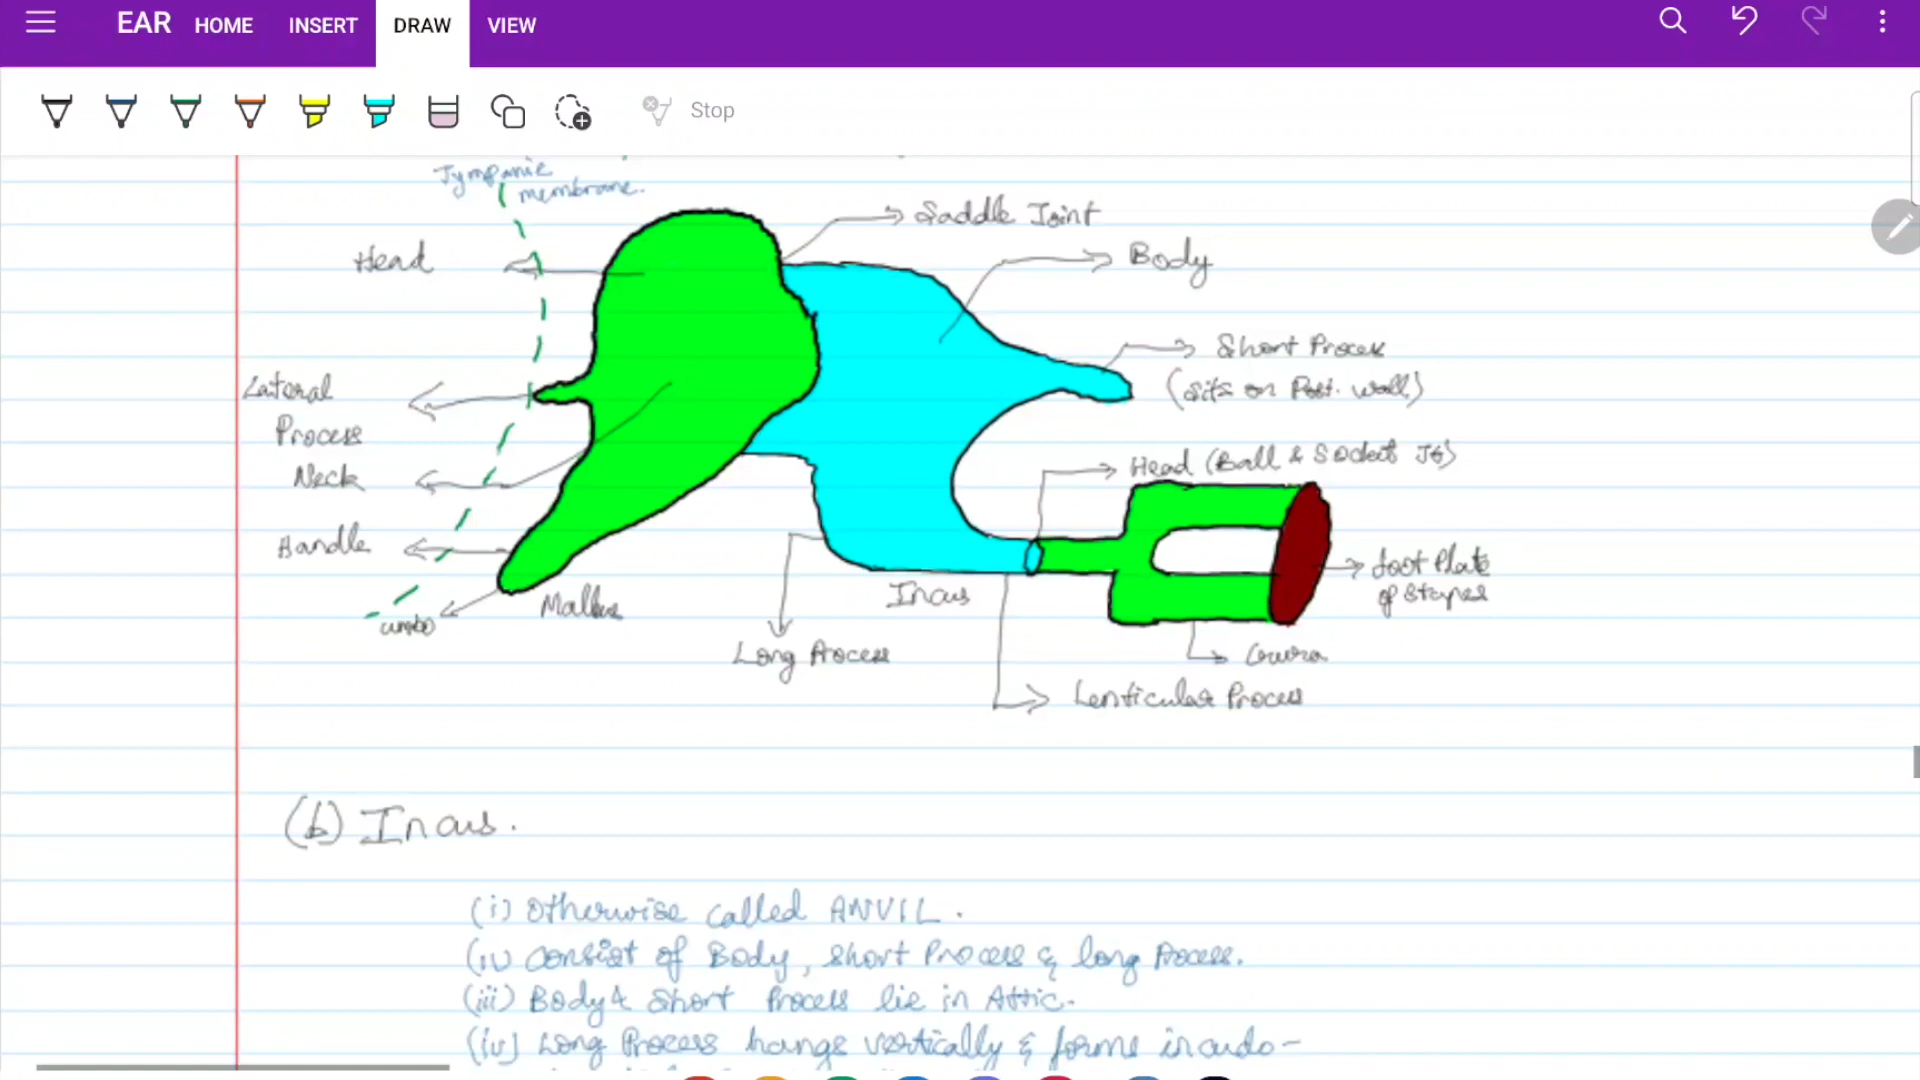 EAR HOME INSERT DRAW VIEW
Stop
Tympanic
membrane.
Saddle Joint
Head
Body
Short Process
(sits on Post. wall)
Lateral
Process
Neck
Head (Ball & Socket Jt)
Handle
Foot Plate
of stapes
Incus
Malleus
umbo
Long Process
Crura
Lenticular Process
(b) Incus.
(i) Otherwise called ANVIL.
(ii) Consist of Body, Short Process & long Process.
(iii) Body & Short Process lie in Attic.
(iv) Long Process hangs vertically & forms incudo-